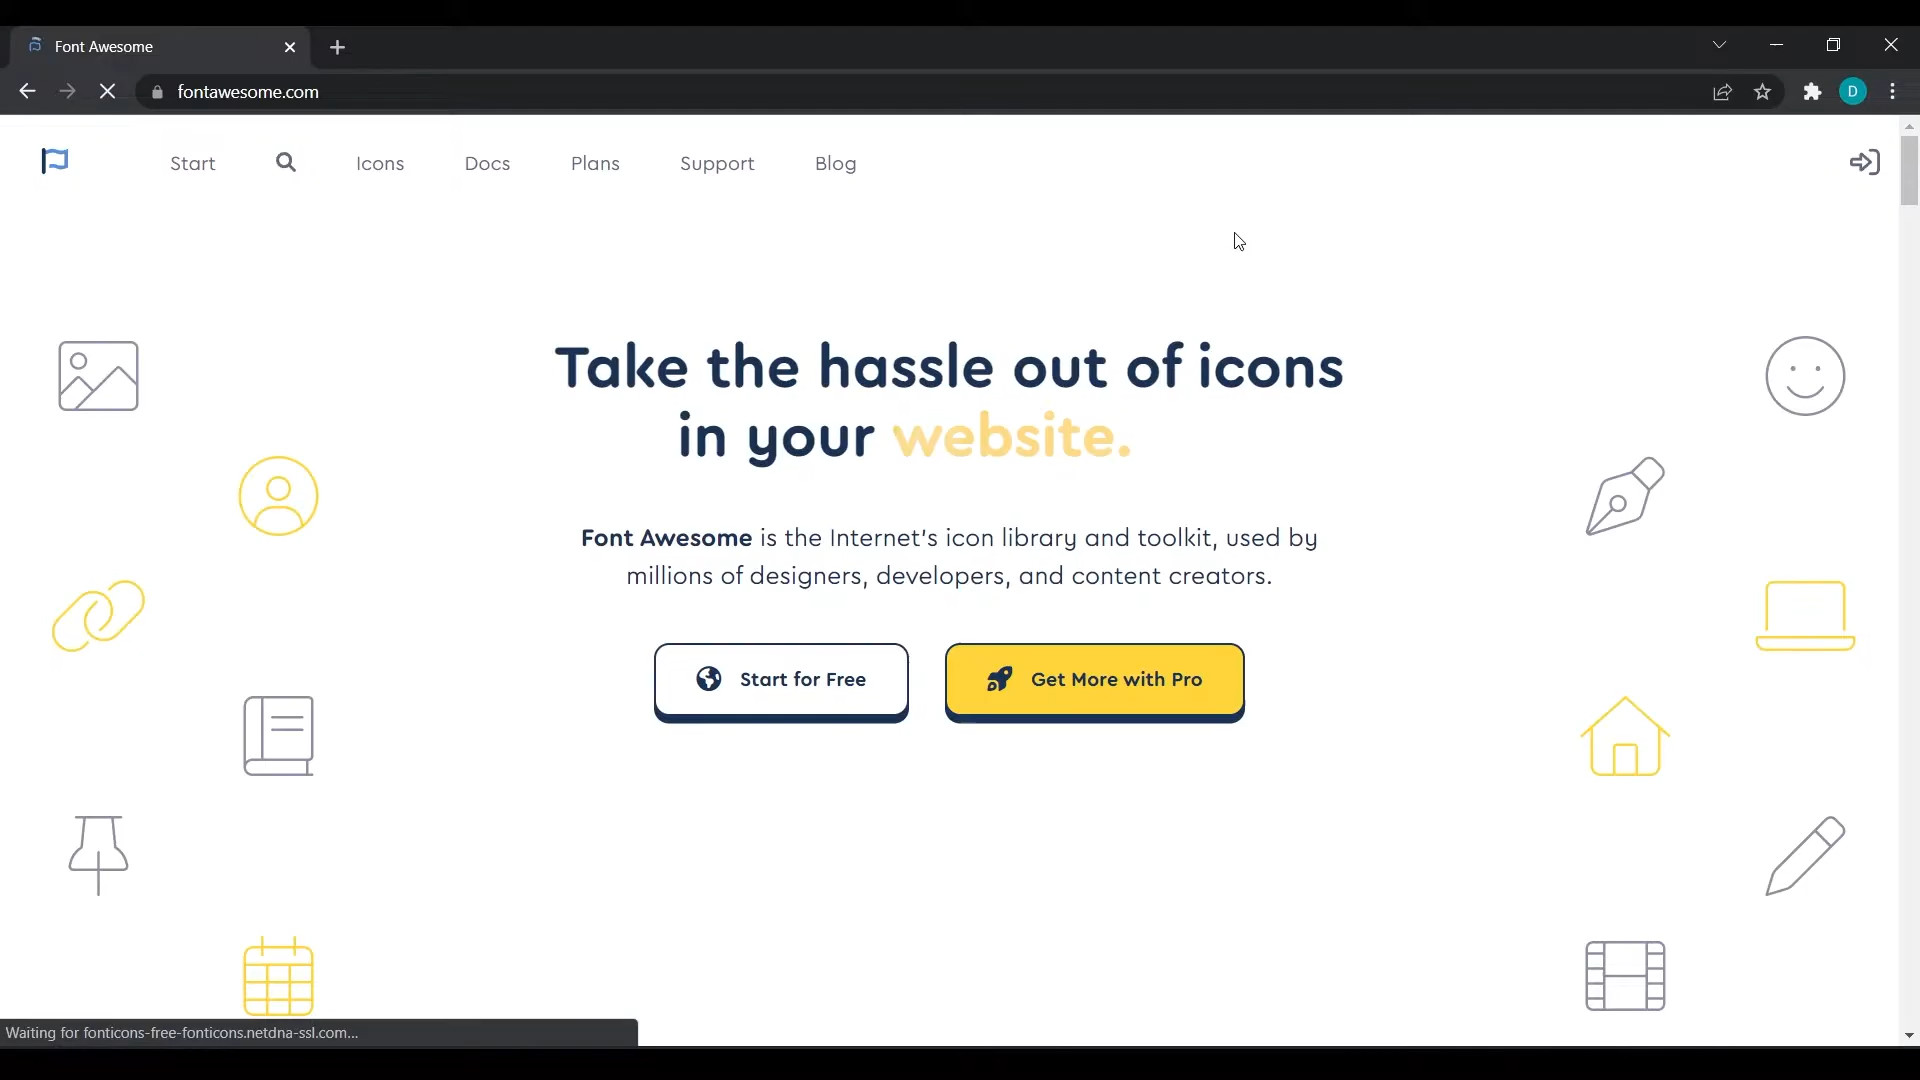 Font Awesome
fontawesome.com
D
Start
Icons
Docs
Plans
Support
Blog
Take the hassle out of icons
in your website.
Font Awesome is the Internet's icon library and toolkit, used by
millions of designers, developers, and content creators.
Start for Free
Get More with Pro
Waiting for fonticons-free-fonticons.netdna-ssl.com...